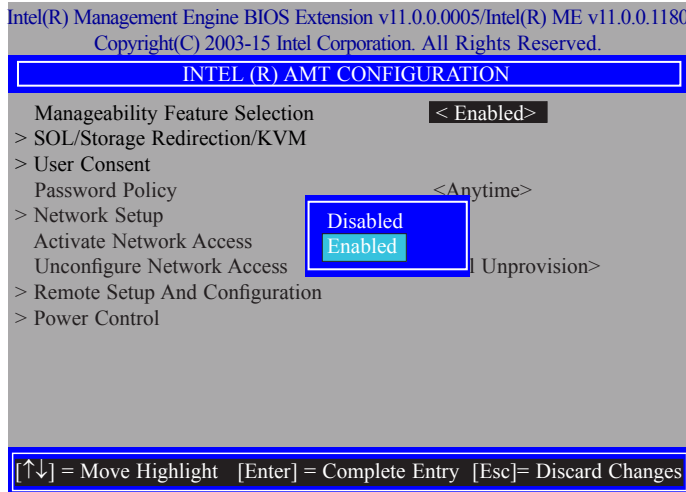 Intel(R) Management Engine BIOS Extension v11.0.0.0005/Intel(R) ME v11.0.0.1180
Copyright(C) 2003-15 Intel Corporation. All Rights Reserved.
INTEL (R) AMT CONFIGURATION
Manageability Feature Selection < Enabled>
> SOL/Storage Redirection/KVM
> User Consent
Password Policy <Anytime>
> Network Setup
Disabled
Activate Network Access
Enabled
Unconfigure Network Access l Unprovision>
> Remote Setup And Configuration
> Power Control
[↑↓] = Move Highlight [Enter] = Complete Entry [Esc]= Discard Changes